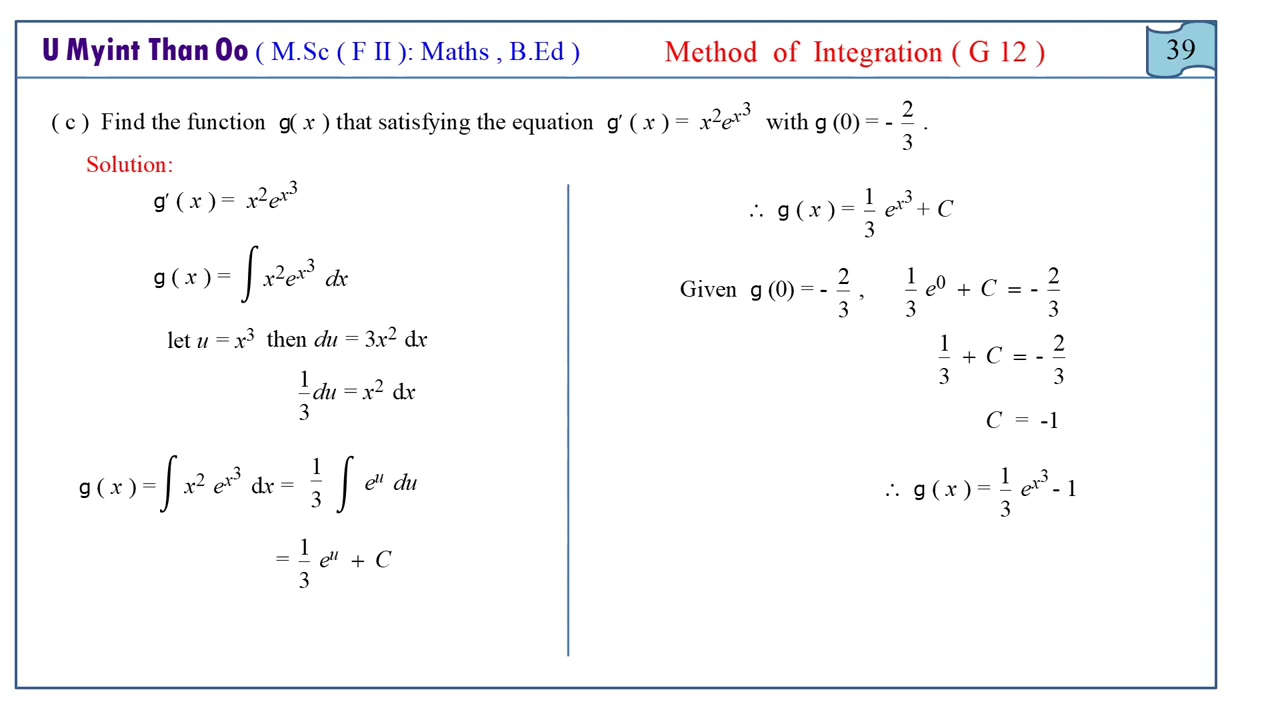 U Myint Than Oo ( M.Sc ( F II ): Maths , B.Ed )
Method of Integration ( G 12 )
39
( c ) Find the function g( x ) that satisfying the equation g′ ( x ) = x²e^{x³} with g (0) = - 2/3 .
Solution:
g′ ( x ) = x²e^{x³}
g ( x ) = ∫ x²e^{x³} dx
let u = x³ then du = 3x² dx
1/3 du = x² dx
g ( x ) = ∫ x² e^{x³} dx = 1/3 ∫ e^u du
= 1/3 e^u + C
∴ g ( x ) = 1/3 e^{x³} + C
Given g (0) = - 2/3 , 1/3 e⁰ + C = - 2/3
1/3 + C = - 2/3
C = -1
∴ g ( x ) = 1/3 e^{x³} - 1